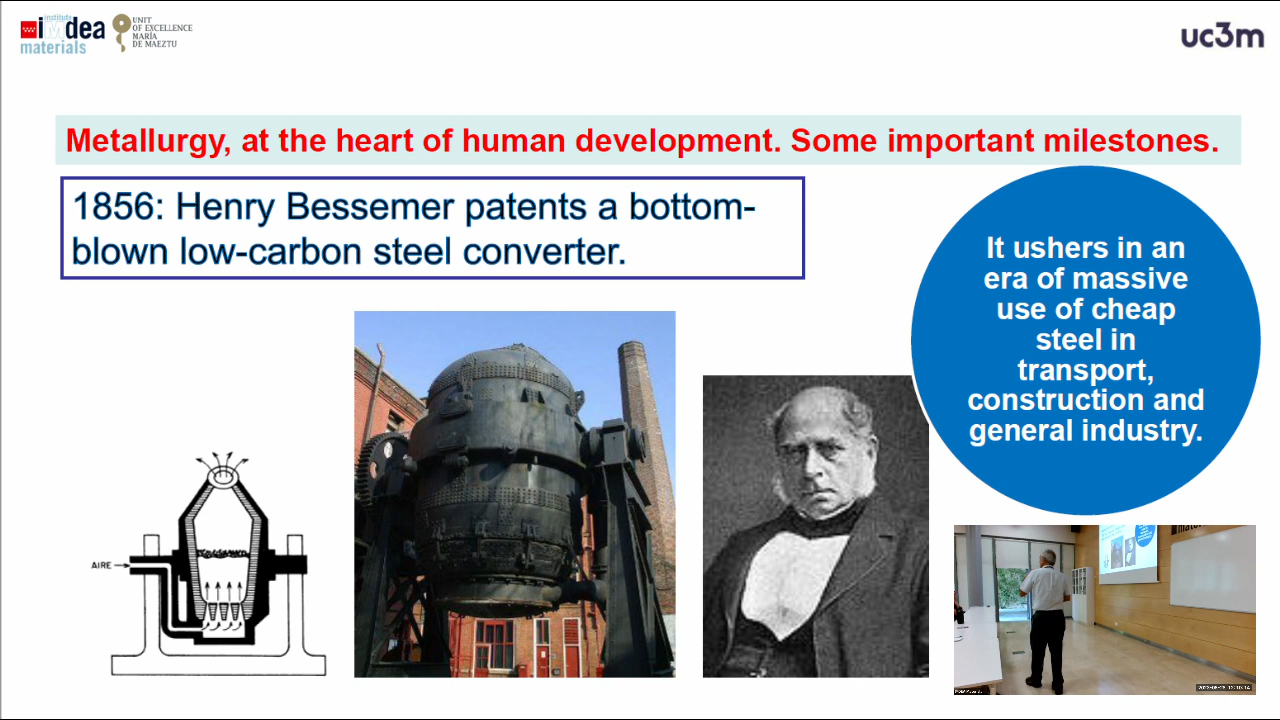 institute
iMdea
materials
UNIT
OF EXCELLENCE
MARÍA
DE MAEZTU
uc3m
Metallurgy, at the heart of human development. Some important milestones.
1856: Henry Bessemer patents a bottom-
blown low-carbon steel converter.
It ushers in an
era of massive
use of cheap
steel in
transport,
construction and
general industry.
AIRE